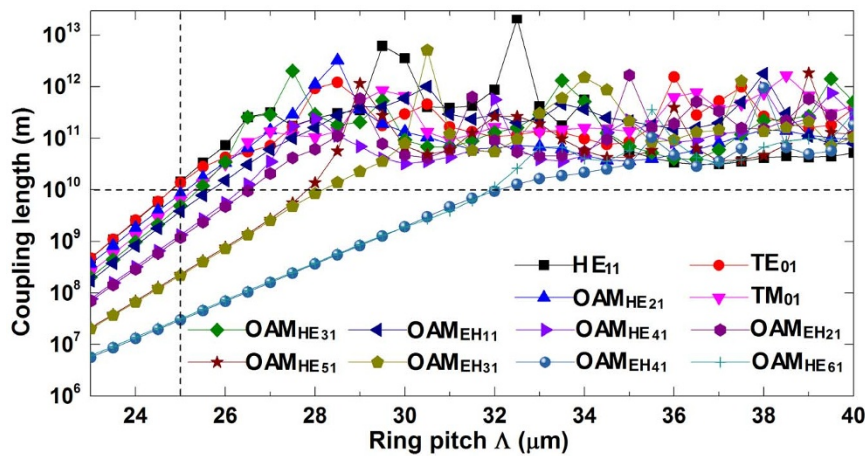 10^13
10^12
10^11
10^10
10^9
10^8
10^7
10^6
Coupling length (m)
HE11 TE01
OAMHE21 TM01
OAMHE31 OAMEH11 OAMHE41 OAMEH21
OAMHE51 OAMEH31 OAMEH41 OAMHE61
24 26 28 30 32 34 36 38 40
Ring pitch Λ (μm)